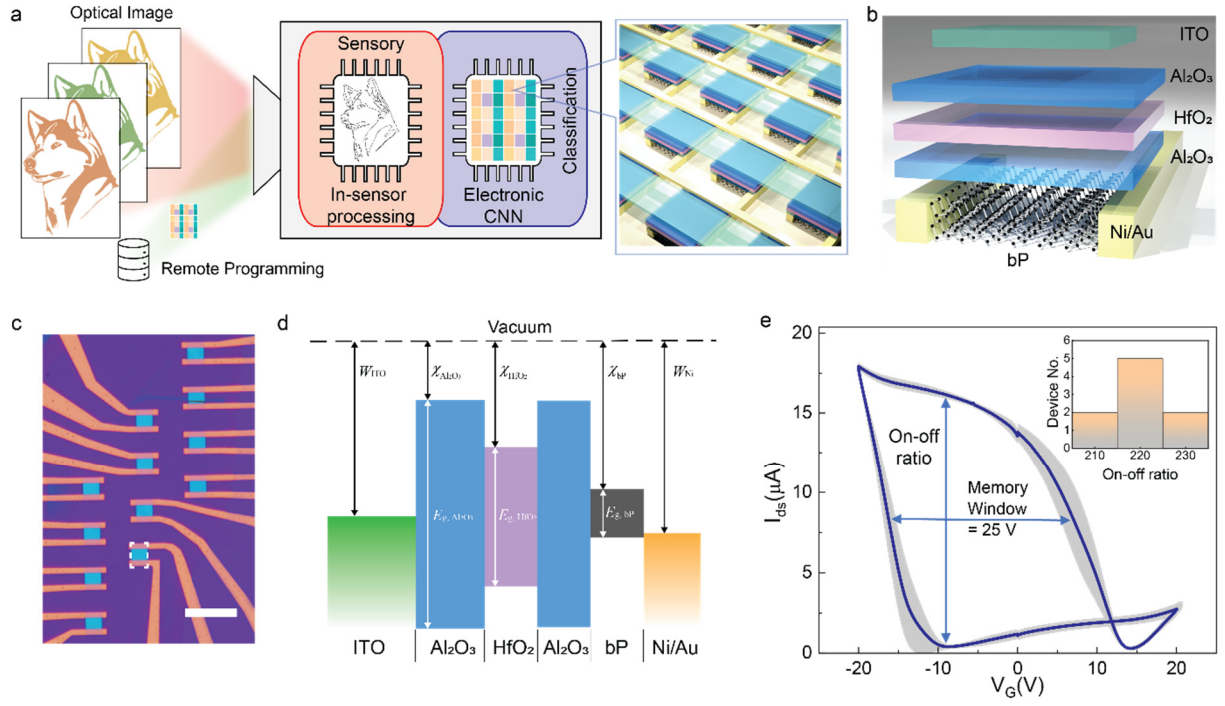 a
Optical Image
Remote Programming
Sensory
In-sensor
processing
Electronic
CNN
Classification
b
ITO
Al₂O₃
HfO₂
Al₂O₃
Ni/Au
bP
c
d
Vacuum
W_ITO
χ_Al₂O₃
χ_HfO₂
χ_bP
W_Ni
E_g, Al₂O₃
E_g, HfO₂
E_g, bP
ITO
Al₂O₃
HfO₂
Al₂O₃
bP
Ni/Au
e
20
15
10
5
0
I_ds(μA)
On-off
ratio
Memory
Window
= 25 V
Device No.
6
5
4
3
2
1
0
210 220 230
On-off ratio
-20 -10 0 10 20
V_G(V)